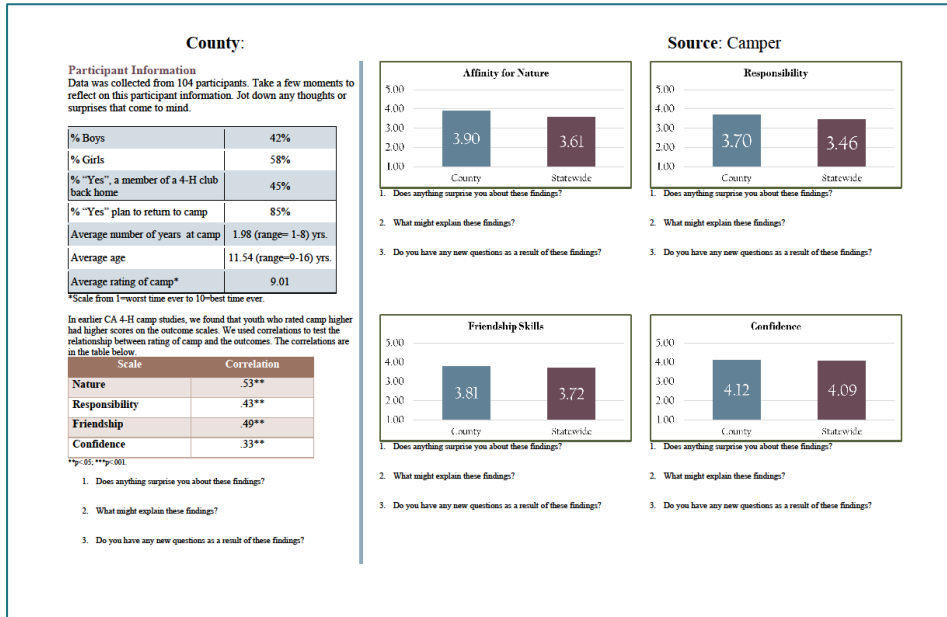 County:
Source: Camper
Participant Information
Data was collected from 104 participants. Take a few moments to
reflect on this participant information. Jot down any thoughts or
surprises that come to mind.
% Boys 42%
% Girls 58%
% "Yes", a member of a 4-H club
back home 45%
% "Yes" plan to return to camp 85%
Average number of years at camp 1.98 (range= 1-8) yrs.
Average age 11.54 (range=9-16) yrs.
Average rating of camp* 9.01
*Scale from 1=worst time ever to 10=best time ever.
In earlier CA 4-H camp studies, we found that youth who rated camp higher
had higher scores on the outcome scales. We used correlations to test the
relationship between rating of camp and the outcomes. The correlations are
in the table below.
Scale Correlation
Nature .53**
Responsibility .43**
Friendship .49**
Confidence .33**
**p<.05; ***p<.001.
1. Does anything surprise you about these findings?
2. What might explain these findings?
3. Do you have any new questions as a result of these findings?
Affinity for Nature
5.00
4.00
3.00
2.00
1.00
3.90
3.61
County Statewide
1. Does anything surprise you about these findings?
2. What might explain these findings?
3. Do you have any new questions as a result of these findings?
Responsibility
5.00
4.00
3.00
2.00
1.00
3.70
3.46
County Statewide
1. Does anything surprise you about these findings?
2. What might explain these findings?
3. Do you have any new questions as a result of these findings?
Friendship Skills
5.00
4.00
3.00
2.00
1.00
3.81
3.72
County Statewide
1. Does anything surprise you about these findings?
2. What might explain these findings?
3. Do you have any new questions as a result of these findings?
Confidence
5.00
4.00
3.00
2.00
1.00
4.12
4.09
County Statewide
1. Does anything surprise you about these findings?
2. What might explain these findings?
3. Do you have any new questions as a result of these findings?